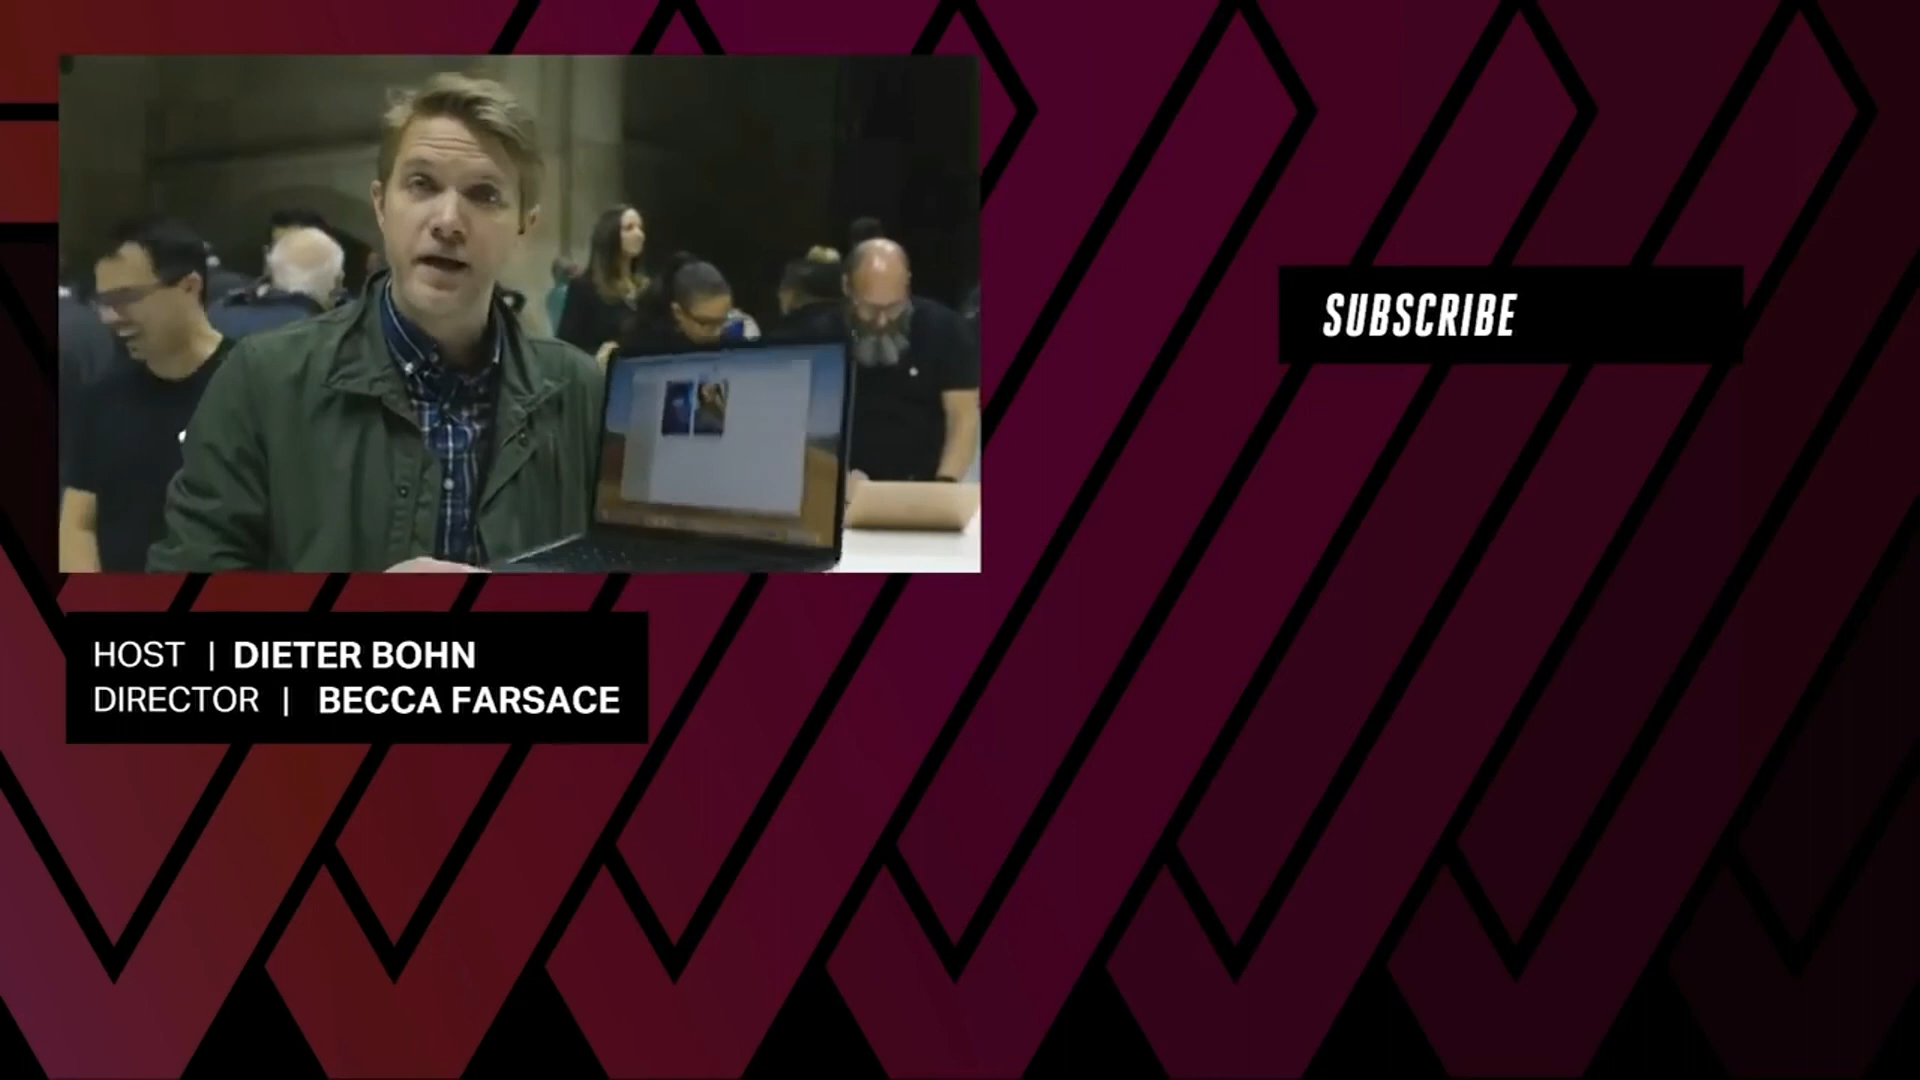 SUBSCRIBE
HOST | DIETER BOHN
DIRECTOR | BECCA FARSACE